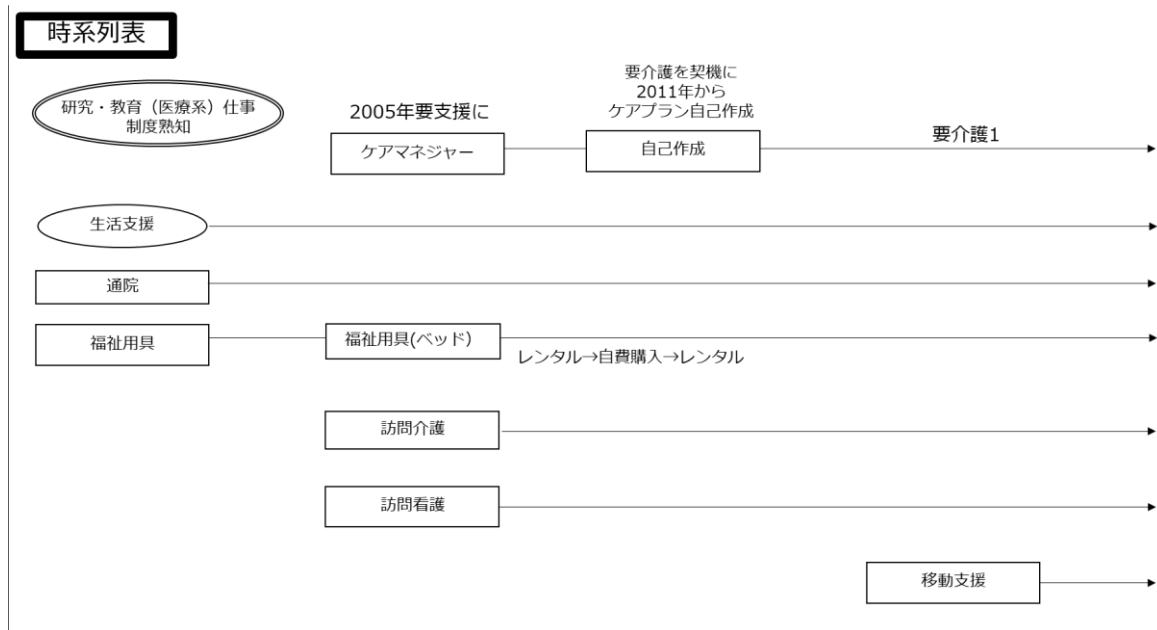 時系列表
研究・教育（医療系）仕事
制度熟知
2005年要支援に
ケアマネジャー
要介護を契機に
2011年から
ケアプラン自己作成
自己作成
要介護1
生活支援
通院
福祉用具
福祉用具(ベッド）
レンタル→自費購入→レンタル
訪問介護
訪問看護
移動支援